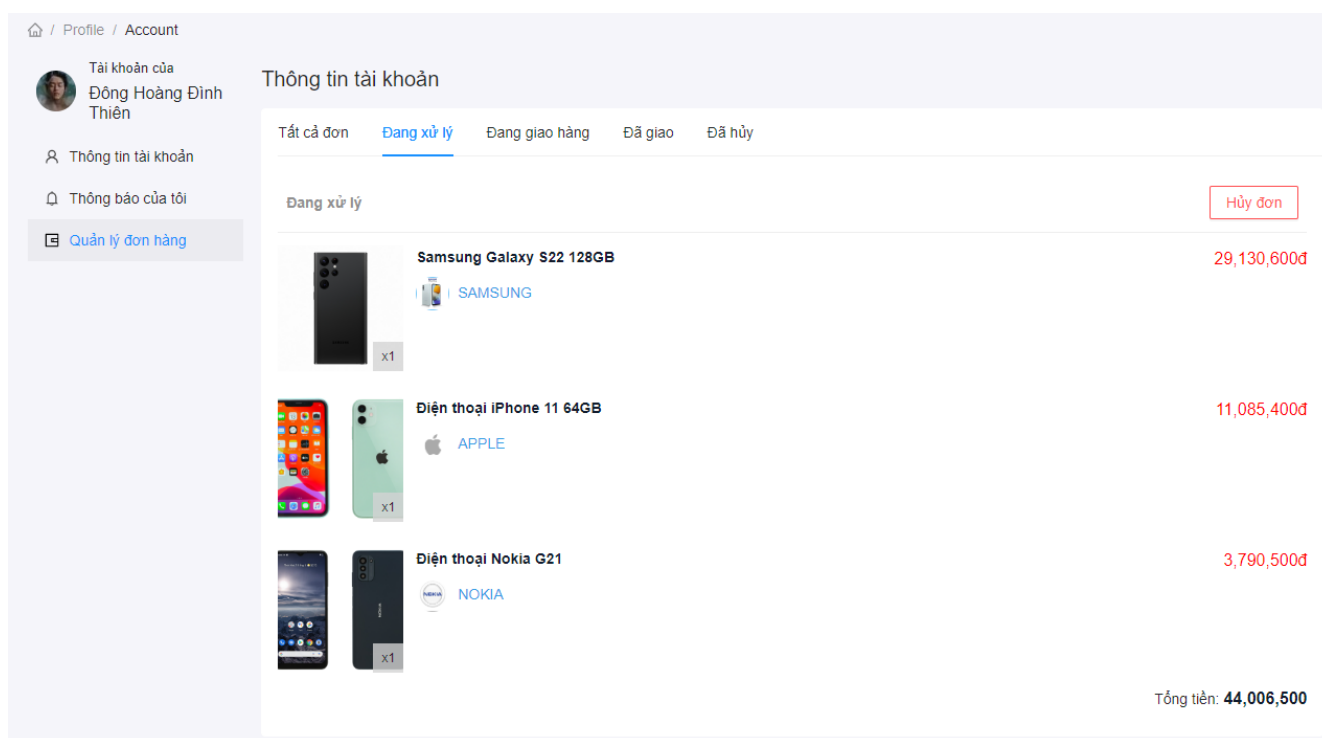 / Profile / Account
Tài khoản của
Đông Hoàng Đình
Thiên
Thông tin tài khoản
Thông báo của tôi
Quản lý đơn hàng
Thông tin tài khoản
Tất cả đơn Đang xử lý Đang giao hàng Đã giao Đã hủy
Đang xử lý Hủy đơn
Samsung Galaxy S22 128GB 29,130,600đ
SAMSUNG
x1
Điện thoại iPhone 11 64GB 11,085,400đ
APPLE
x1
Điện thoại Nokia G21 3,790,500đ
NOKIA NOKIA
x1
Tổng tiền: 44,006,500